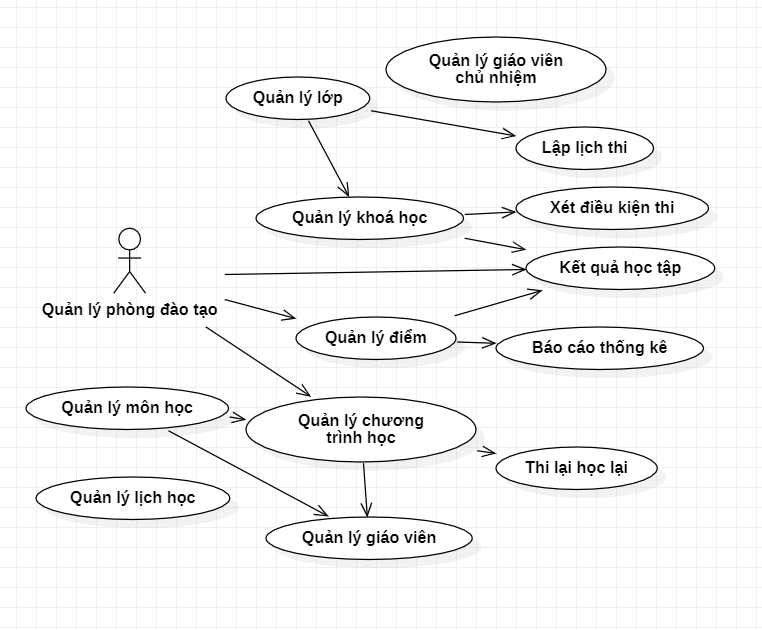 Quản lý giáo viên
chủ nhiệm
Quản lý lớp
Lập lịch thi
Quản lý khoá học
Xét điều kiện thi
Kết quả học tập
Quản lý phòng đào tạo
Quản lý điểm
Báo cáo thống kê
Quản lý môn học
Quản lý chương
trình học
Thi lại học lại
Quản lý lịch học
Quản lý giáo viên